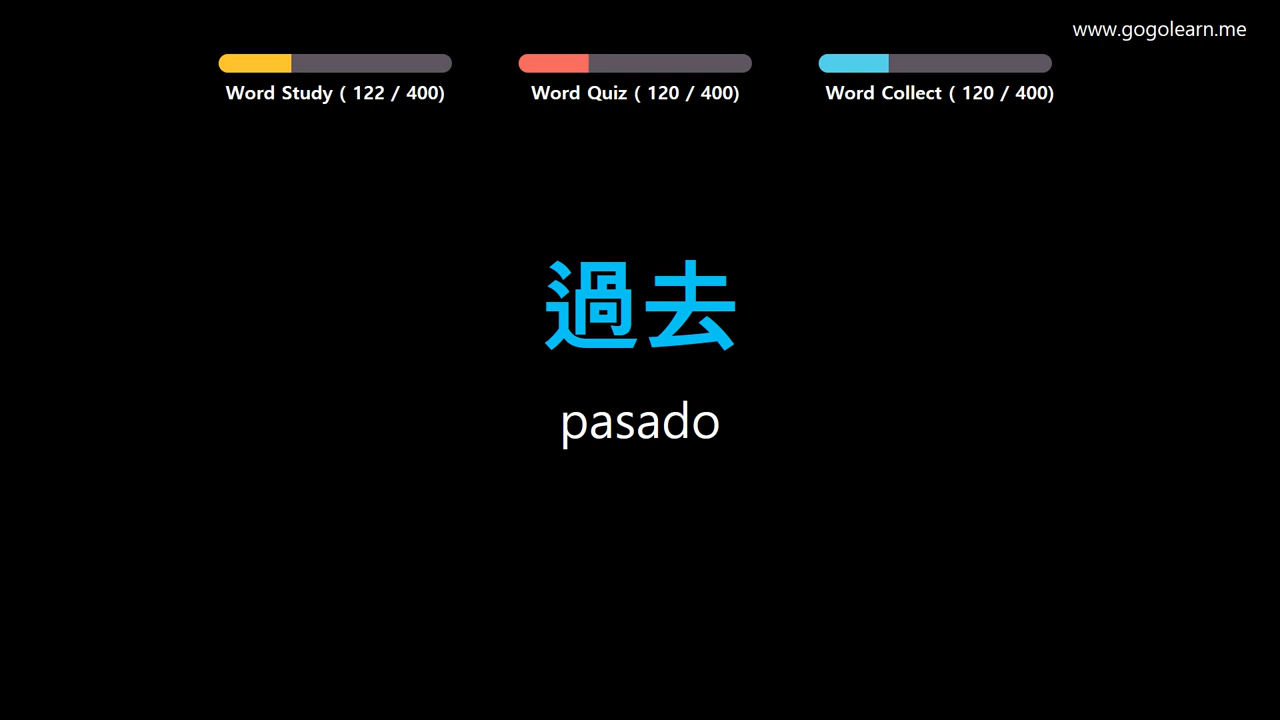 www.gogolearn.me
Word Study ( 122 / 400)
Word Quiz ( 120 / 400)
Word Collect ( 120 / 400)
過去
pasado